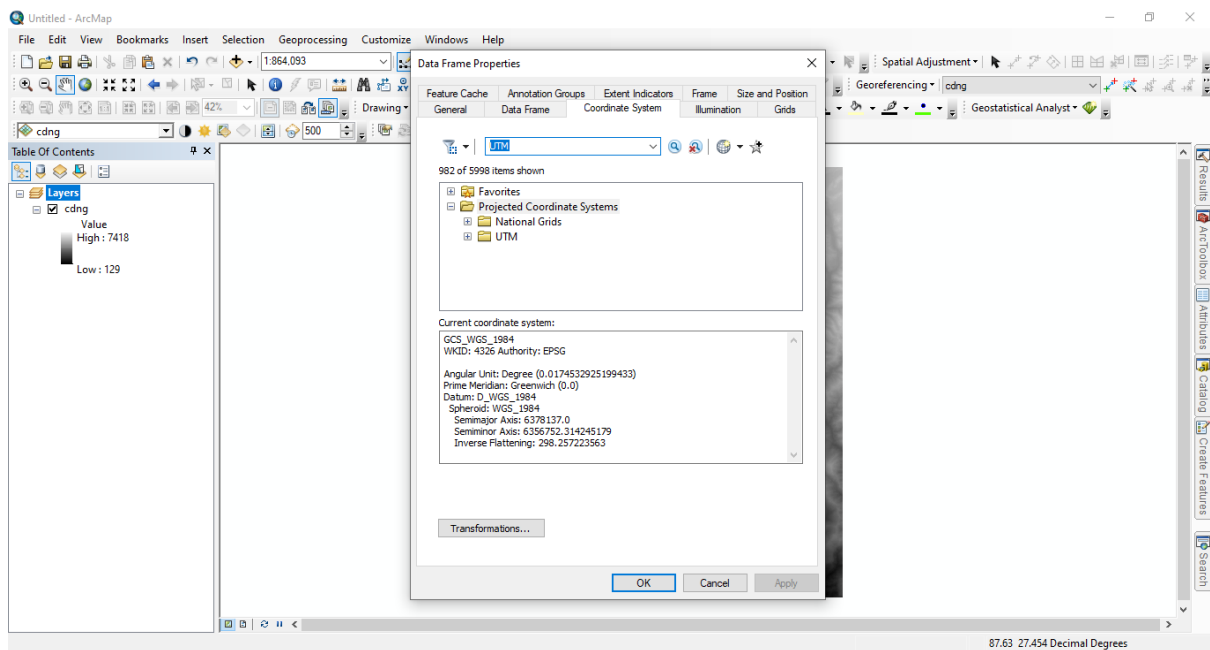 Untitled - ArcMap
File Edit View Bookmarks Insert Selection Geoprocessing Customize Windows Help
1:864,093
Spatial Adjustment
Georeferencing
cdng
42%
Drawing
Geostatistical Analyst
cdng
500
Table Of Contents
Layers
cdng
Value
High : 7418
Low : 129
Data Frame Properties
Feature Cache Annotation Groups Extent Indicators Frame Size and Position
General Data Frame Coordinate System Illumination Grids
UTM
982 of 5998 items shown
Favorites
Projected Coordinate Systems
National Grids
UTM
Current coordinate system:
GCS_WGS_1984
WKID: 4326 Authority: EPSG
Angular Unit: Degree (0.0174532925199433)
Prime Meridian: Greenwich (0.0)
Datum: D_WGS_1984
Spheroid: WGS_1984
Semimajor Axis: 6378137.0
Semiminor Axis: 6356752.314245179
Inverse Flattening: 298.257223563
Transformations...
OK Cancel Apply
Results
ArcToolbox
Attributes
Catalog
Create Features
Search
87.63 27.454 Decimal Degrees